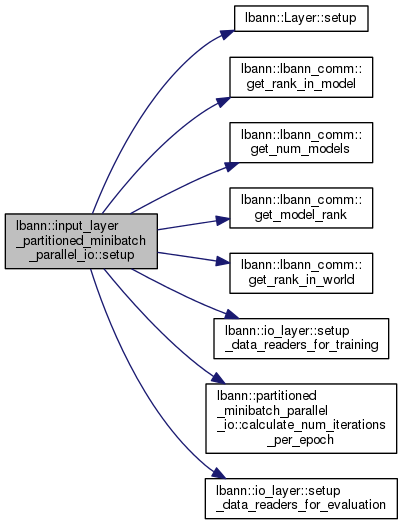 lbann::Layer::setup
lbann::lbann_comm::
get_rank_in_model
lbann::lbann_comm::
get_num_models
lbann::lbann_comm::
get_model_rank
lbann::input_layer
_partitioned_minibatch
_parallel_io::setup
lbann::lbann_comm::
get_rank_in_world
lbann::io_layer::setup
_data_readers_for_training
lbann::partitioned
_minibatch_parallel
_io::calculate_num_iterations
_per_epoch
lbann::io_layer::setup
_data_readers_for_evaluation